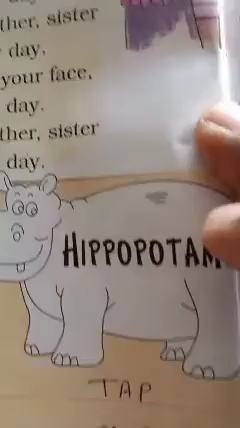 ther, sister
day.
your face,
day.
ther, sister
day.
HIPPOPOTAM
TAP